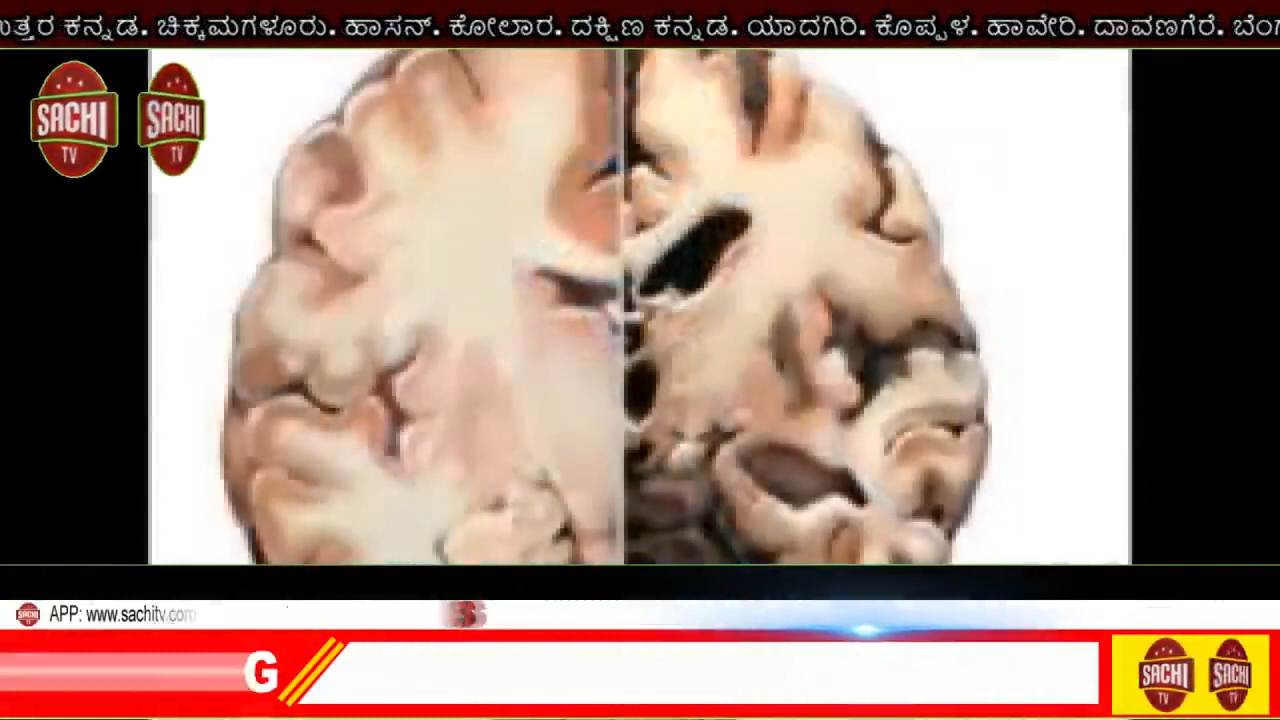 ಉತ್ತರ ಕನ್ನಡ. ಚಿಕ್ಕಮಗಳೂರು. ಹಾಸನ್. ಕೋಲಾರ. ದಕ್ಷಿಣ ಕನ್ನಡ. ಯಾದಗಿರಿ. ಕೊಪ್ಪಳ. ಹಾವೇರಿ. ದಾವಣಗೆರೆ.
SACHI TV SACHI TV
APP: www.sachitv.com
G
SACHI TV SACHI TV